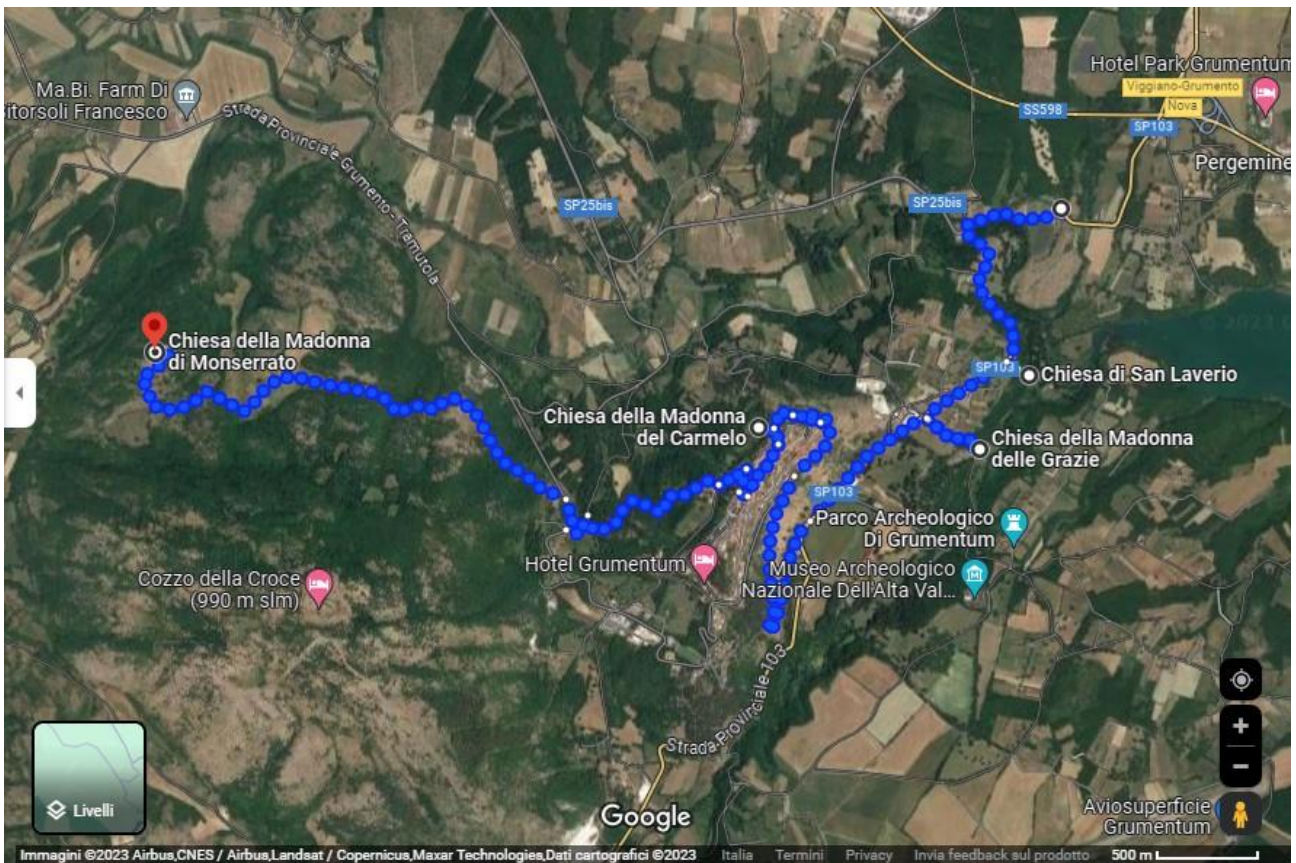 Hotel Park Grumentum
Viggiano-Grumento
Nova
Ma.Bi. Farm Di
Sitorsoli Francesco
SS598
SP103
Strada Provinciale Grumento - Tramutola
Pergemine
SP25bis
SP25bis
Chiesa della Madonna
di Monserrato
SP103
Chiesa di San Laverio
Chiesa della Madonna
del Carmelo
Chiesa della Madonna
delle Grazie
SP103
Parco Archeologico
Di Grumentum
Hotel Grumentum
Museo Archeologico
Nazionale Dell'Alta Val...
Cozzo della Croce
(990 m slm)
Strada Provinciale 103
Livelli
Google
Aviosuperficie
Grumentum
Immagini ©2023 Airbus,CNES / Airbus,Landsat / Copernicus,Maxar Technologies,Dati cartografici ©2023 Italia Termini Privacy Invia feedback sul prodotto 500 m